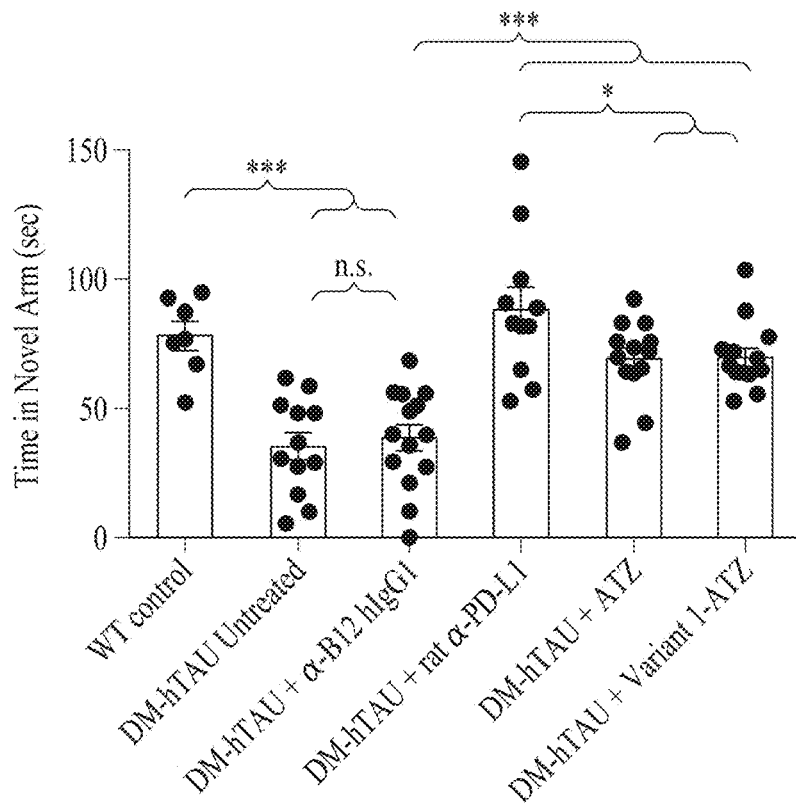 ***
*
150
***
n.s.
100
50
0
Time in Novel Arm (sec)
WT control
DM-hTAU Untreated
DM-hTAU + α-B12 hIgG1
DM-hTAU + rat α-PD-L1
DM-hTAU + ATZ
DM-hTAU + Variant 1-ATZ